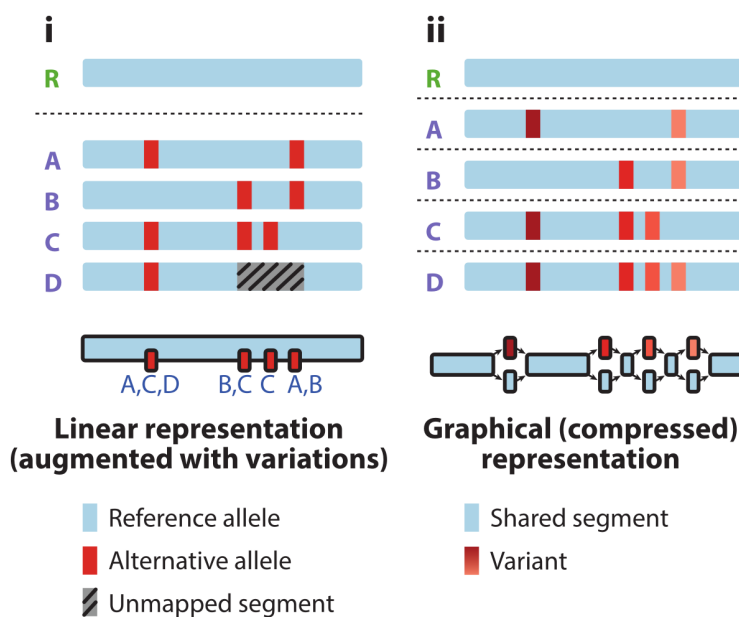 i
R
A
B
C
D
A,C,D B,C C A,B
Linear representation
(augmented with variations)
Reference allele
Alternative allele
Unmapped segment
ii
R
A
B
C
D
Graphical (compressed)
representation
Shared segment
Variant